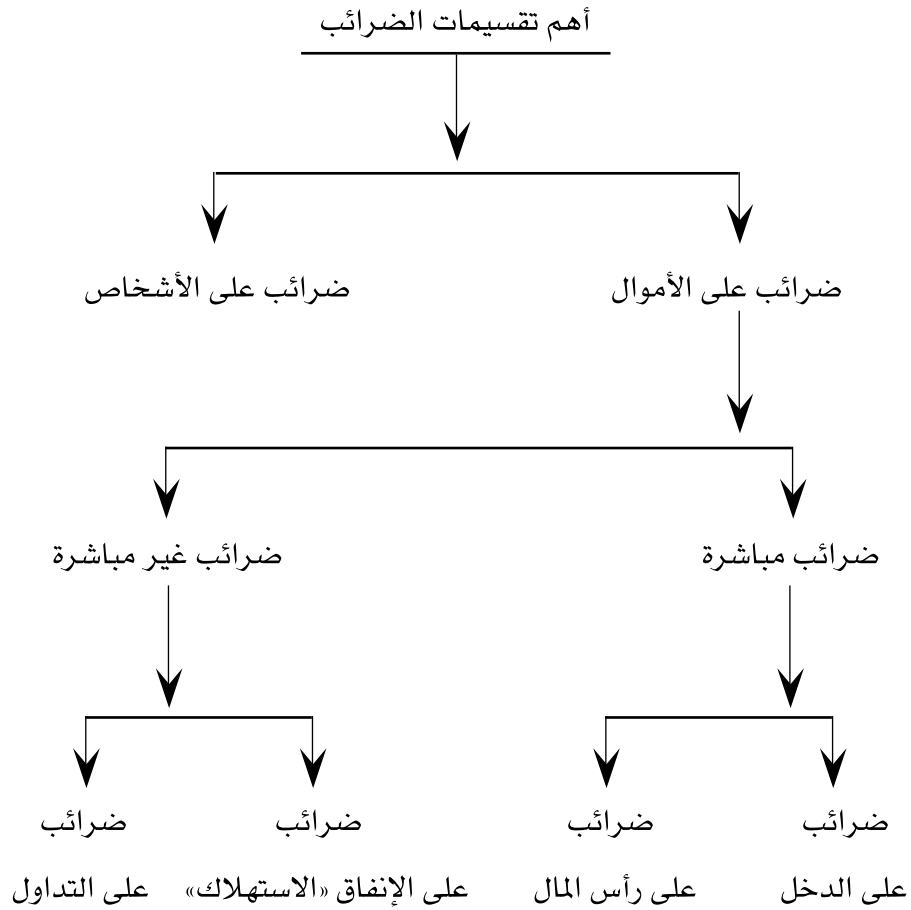 أهم تقسيمات الضرائب
ضرائب على الأموال
ضرائب على الأشخاص
ضرائب مباشرة
ضرائب غير مباشرة
ضرائب
على الدخل
ضرائب
على رأس المال
ضرائب
على الإنفاق «الاستهلاك»
ضرائب
على التداول